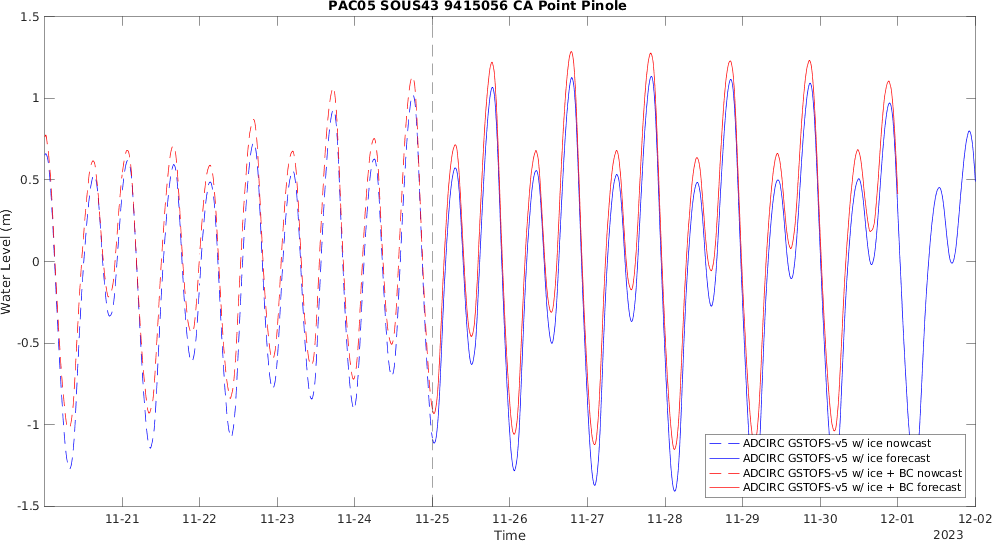 PAC05 SOUS43 9415056 CA Point Pinole
1.5
1
0.5
0
-0.5
-1
-1.5
Water Level (m)
11-21 11-22 11-23 11-24 11-25 11-26 11-27 11-28 11-29 11-30 12-01 12-02
Time
2023
ADCIRC GSTOFS-v5 w/ ice nowcast
ADCIRC GSTOFS-v5 w/ ice forecast
ADCIRC GSTOFS-v5 w/ ice + BC nowcast
ADCIRC GSTOFS-v5 w/ ice + BC forecast